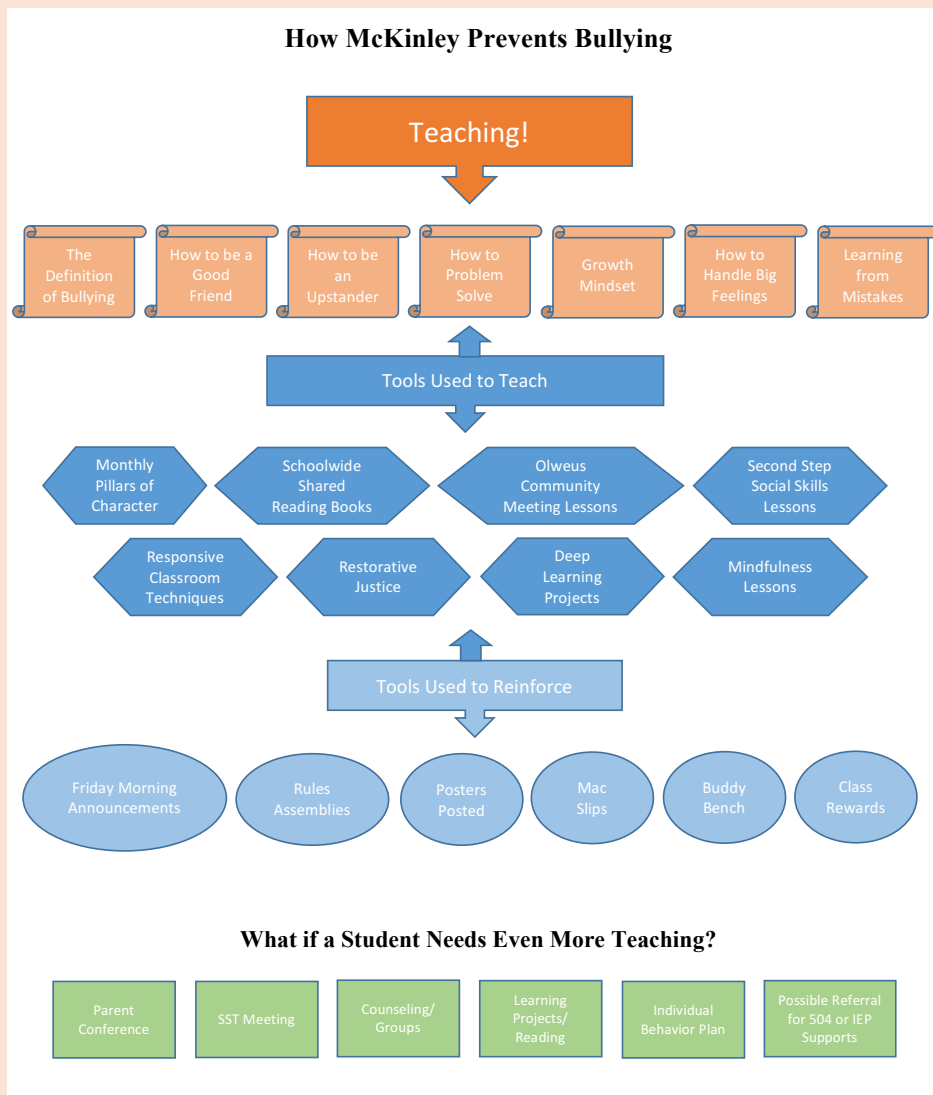 How McKinley Prevents Bullying
Teaching!
The
Definition
of Bullying
How to be a
Good
Friend
How to be
an
Upstander
How to
Problem
Solve
Growth
Mindset
How to
Handle Big
Feelings
Learning
from
Mistakes
Tools Used to Teach
Monthly
Pillars of
Character
Schoolwide
Shared
Reading Books
Olweus
Community
Meeting Lessons
Second Step
Social Skills
Lessons
Responsive
Classroom
Techniques
Restorative
Justice
Deep
Learning
Projects
Mindfulness
Lessons
Tools Used to Reinforce
Friday Morning
Announcements
Rules
Assemblies
Posters
Posted
Mac
Slips
Buddy
Bench
Class
Rewards
What if a Student Needs Even More Teaching?
Parent
Conference
SST Meeting
Counseling/
Groups
Learning
Projects/
Reading
Individual
Behavior Plan
Possible Referral
for 504 or IEP
Supports